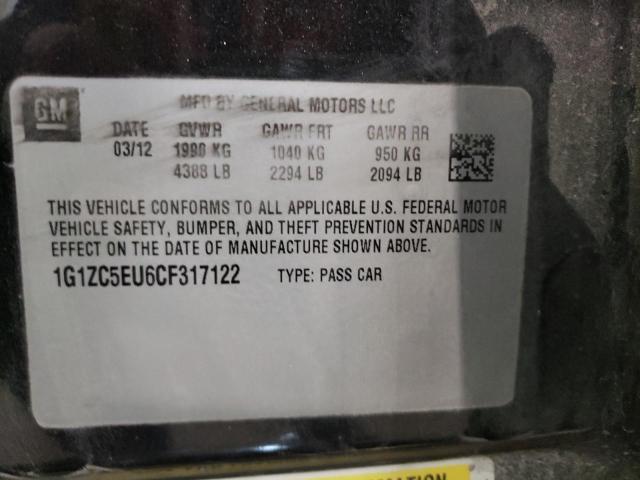 GM
MFD BY GENERAL MOTORS LLC
DATE GVWR GAWR FRT GAWR RR
03/12 1990 KG 1040 KG 950 KG
4388 LB 2294 LB 2094 LB
THIS VEHICLE CONFORMS TO ALL APPLICABLE U.S. FEDERAL MOTOR
VEHICLE SAFETY, BUMPER, AND THEFT PREVENTION STANDARDS IN
EFFECT ON THE DATE OF MANUFACTURE SHOWN ABOVE.
1G1ZC5EU6CF317122 TYPE: PASS CAR